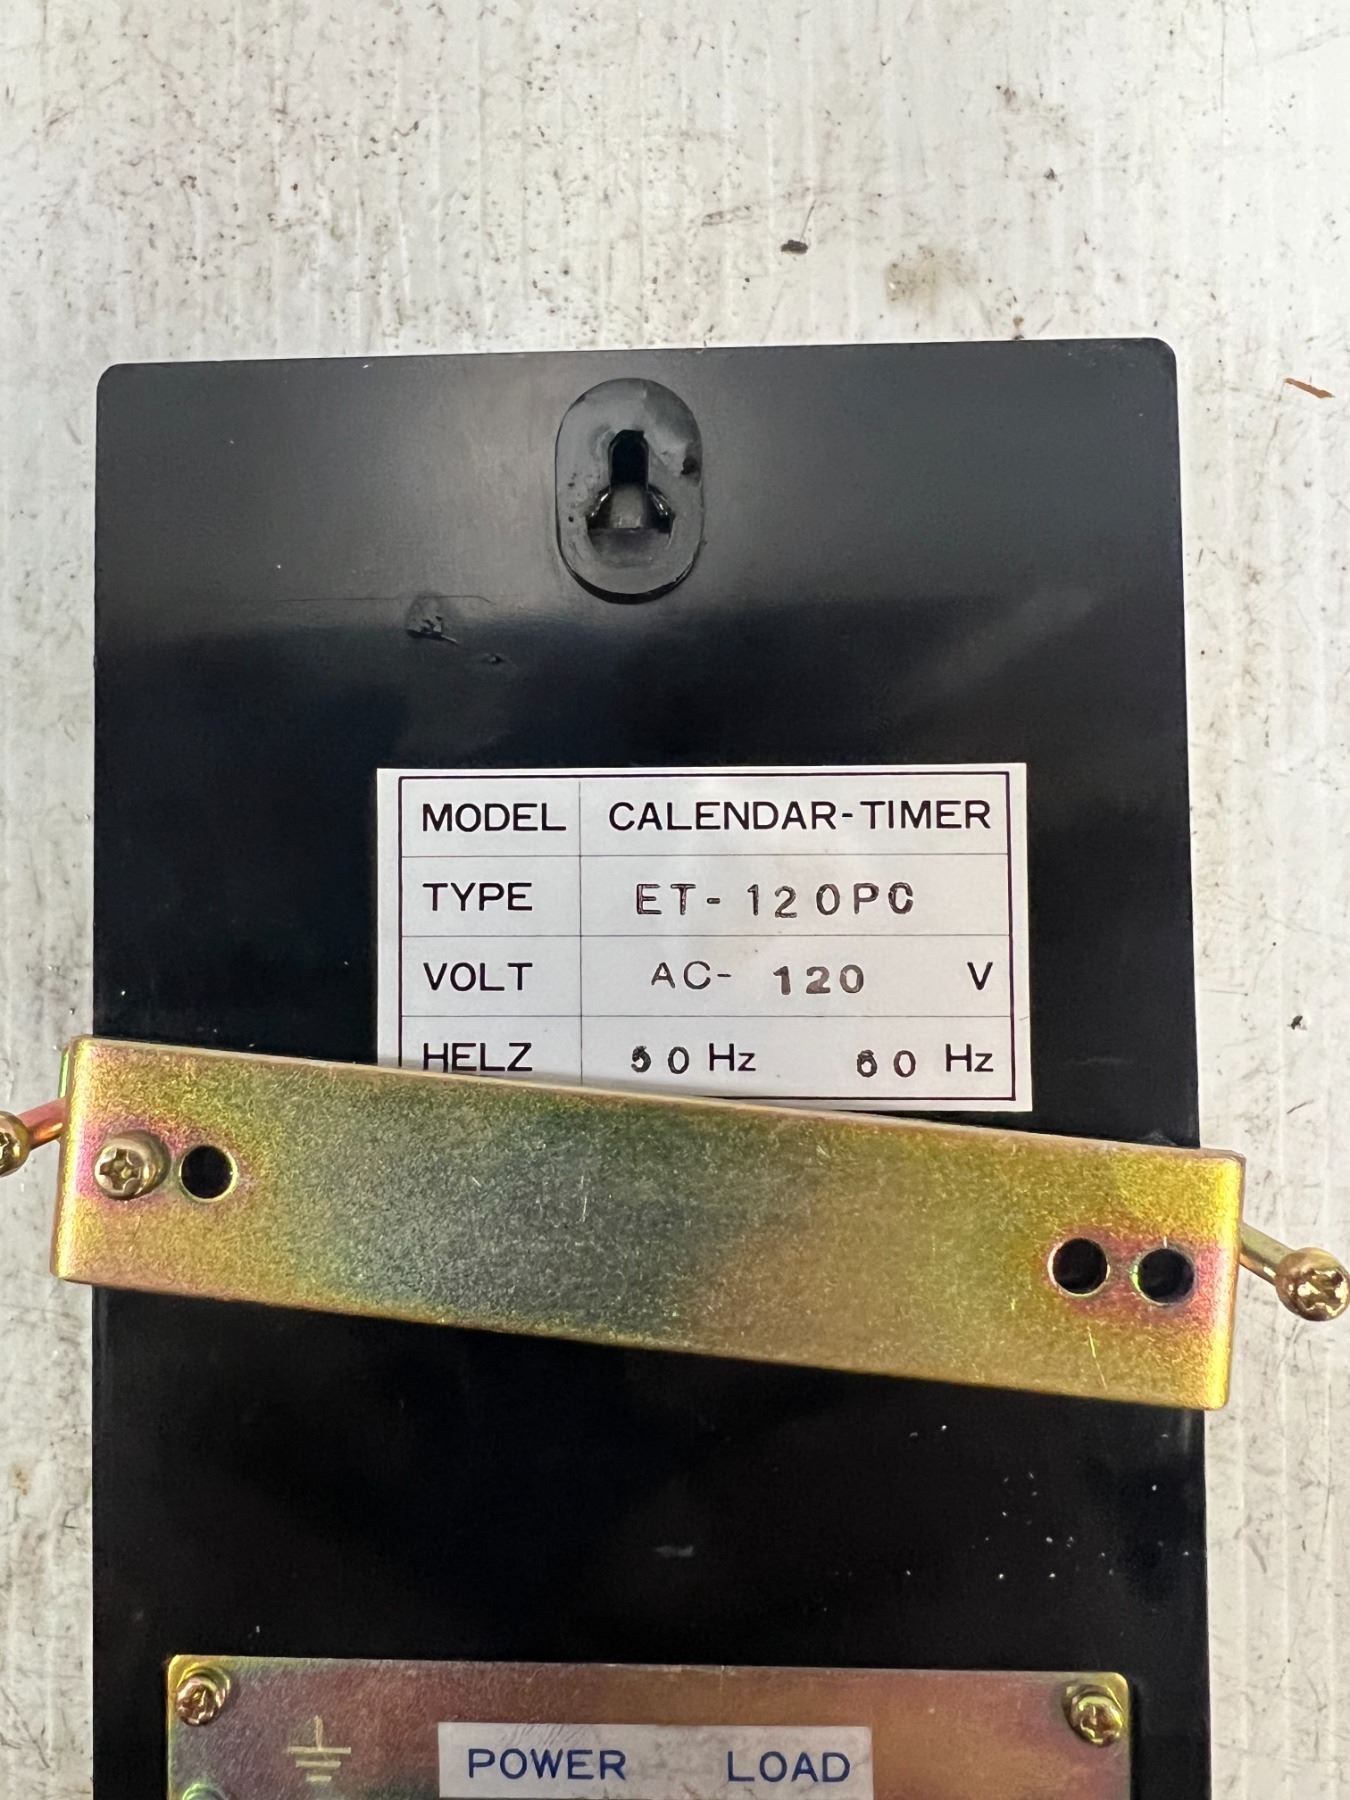 MODEL CALENDAR-TIMER
TYPE ET-120PC
VOLT AC- 120 V
HELZ 50 Hz 60 Hz
POWER LOAD